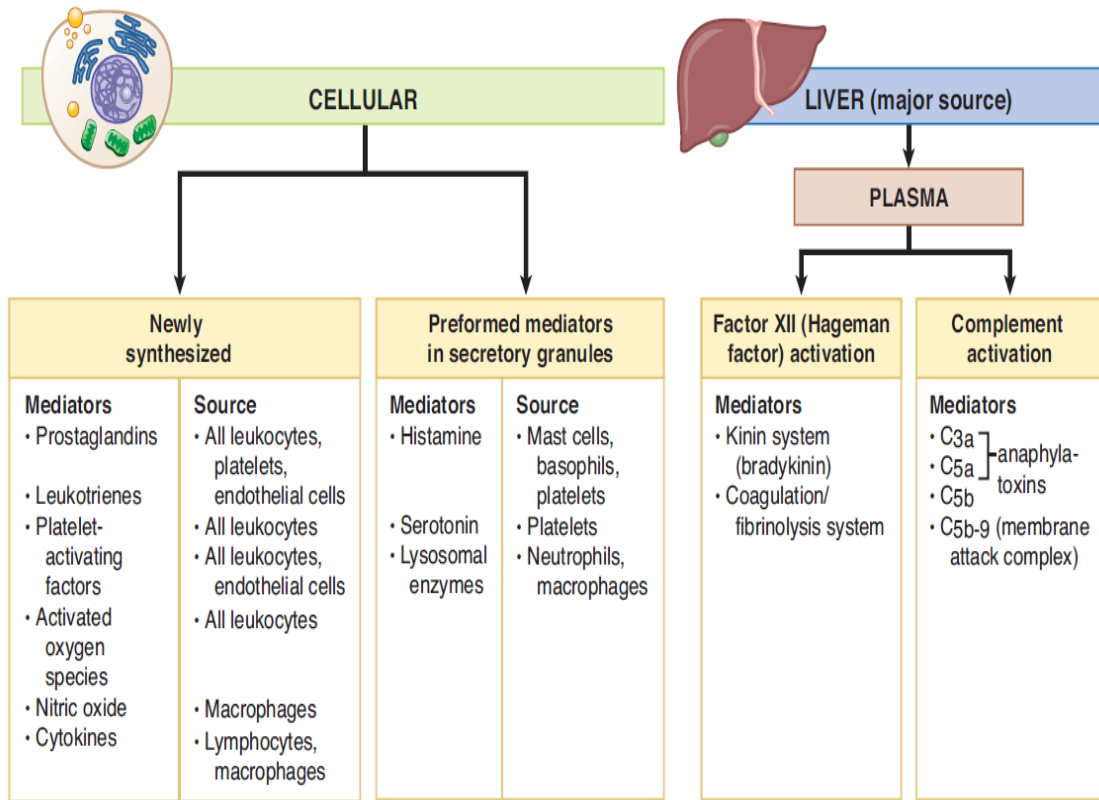 CELLULAR
LIVER (major source)
PLASMA
Newly
synthesized
Mediators
• Prostaglandins
• Leukotrienes
• Platelet-
activating
factors
• Activated
oxygen
species
• Nitric oxide
• Cytokines
Source
• All leukocytes,
platelets,
endothelial cells
• All leukocytes
• All leukocytes,
endothelial cells
• All leukocytes
• Macrophages
• Lymphocytes,
macrophages
Preformed mediators
in secretory granules
Mediators
• Histamine
• Serotonin
• Lysosomal
enzymes
Source
• Mast cells,
basophils,
platelets
• Platelets
• Neutrophils,
macrophages
Factor XII (Hageman
factor) activation
Mediators
• Kinin system
(bradykinin)
• Coagulation/
fibrinolysis system
Complement
activation
Mediators
• C3a
• C5a
anaphyla-
toxins
• C5b
• C5b-9 (membrane
attack complex)